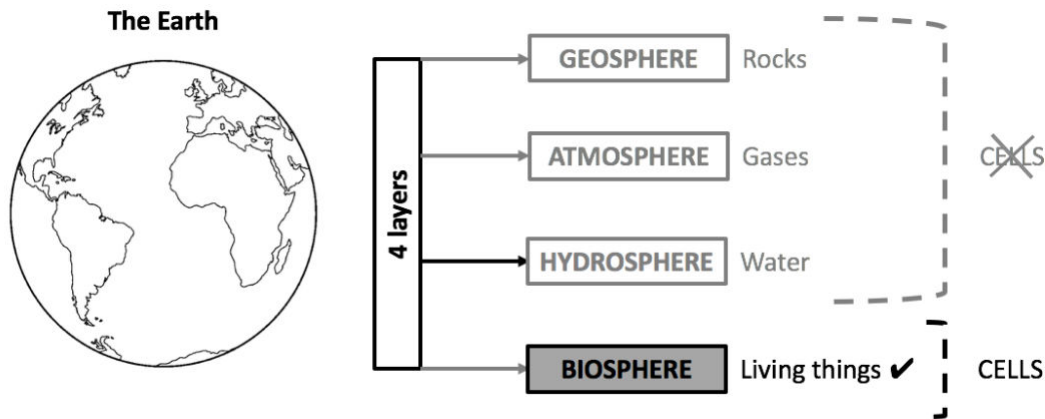 The Earth
4 layers
GEOSPHERE Rocks
ATMOSPHERE Gases
CELLS
HYDROSPHERE Water
BIOSPHERE Living things ✔
CELLS